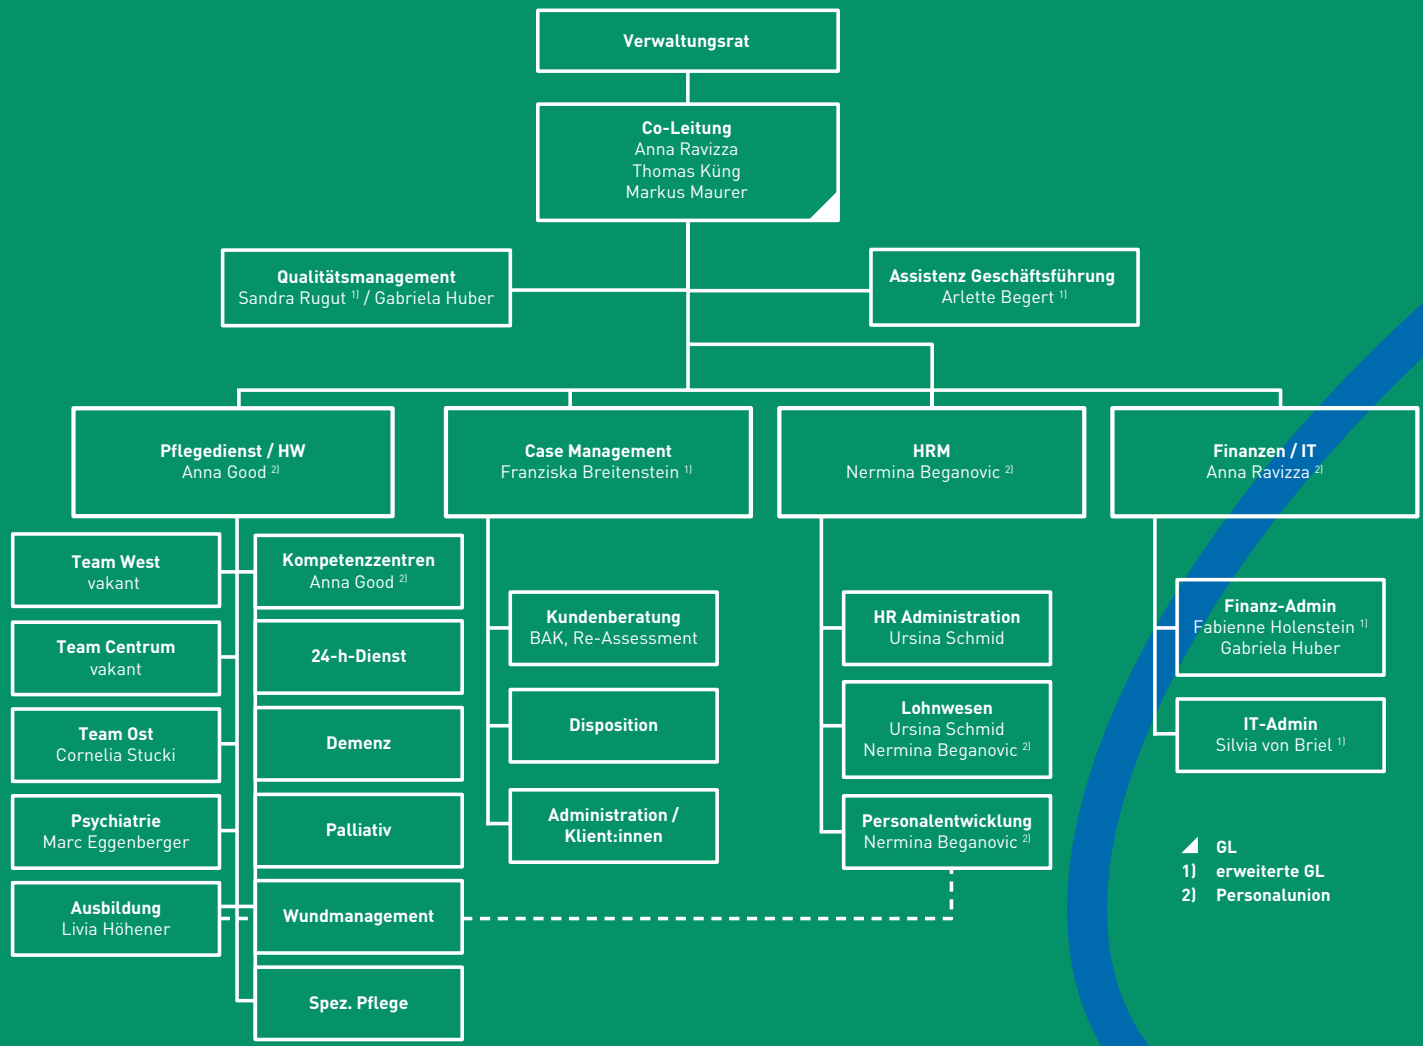 Verwaltungsrat
Co-Leitung
Anna Ravizza
Thomas Küng
Markus Maurer
Qualitätsmanagement
Sandra Rugut 1) / Gabriela Huber
Assistenz Geschäftsführung
Arlette Begert 1)
Pflegedienst / HW
Anna Good 2)
Case Management
Franziska Breitenstein 1)
HRM
Nermina Beganovic 2)
Finanzen / IT
Anna Ravizza 2)
Team West
vakant
Team Centrum
vakant
Team Ost
Cornelia Stucki
Psychiatrie
Marc Eggenberger
Ausbildung
Livia Höhener
Kompetenzzentren
Anna Good 2)
24-h-Dienst
Demenz
Palliativ
Wundmanagement
Spez. Pflege
Kundenberatung
BAK, Re-Assessment
Disposition
Administration /
Klient:innen
HR Administration
Ursina Schmid
Lohnwesen
Ursina Schmid
Nermina Beganovic 2)
Personalentwicklung
Nermina Beganovic 2)
Finanz-Admin
Fabienne Holenstein 1)
Gabriela Huber
IT-Admin
Silvia von Briel 1)
GL
1) erweiterte GL
2) Personalunion